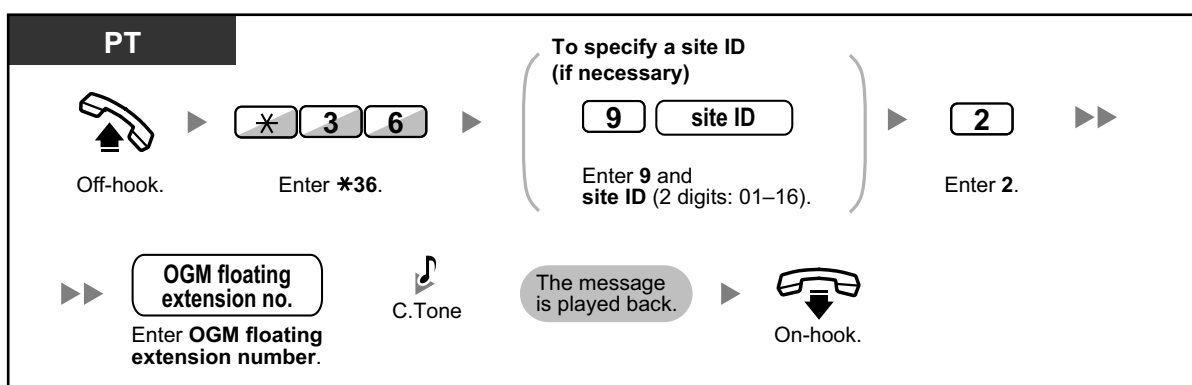 PT
To specify a site ID
(if necessary)
✳ 3 6
9 site ID
2
Off-hook.
Enter ✳36.
Enter 9 and
site ID (2 digits: 01–16).
Enter 2.
OGM floating
extension no.
Enter OGM floating
extension number.
C.Tone
The message
is played back.
On-hook.